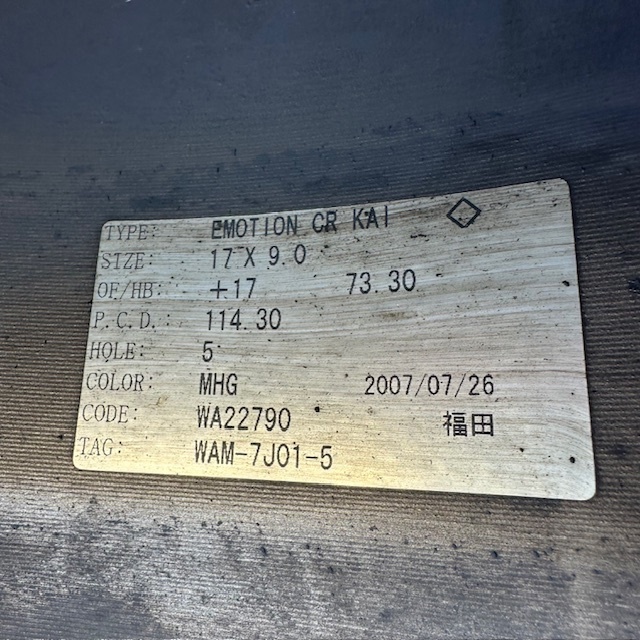 TYPE: EMOTION CR KAI ◇
SIZE: 17 X 9.0
OF/HB: +17 73.30
P.C.D.: 114.30
HOLE: 5
COLOR: MHG 2007/07/26
CODE: WA22790 福田
TAG: WAM-7J01-5